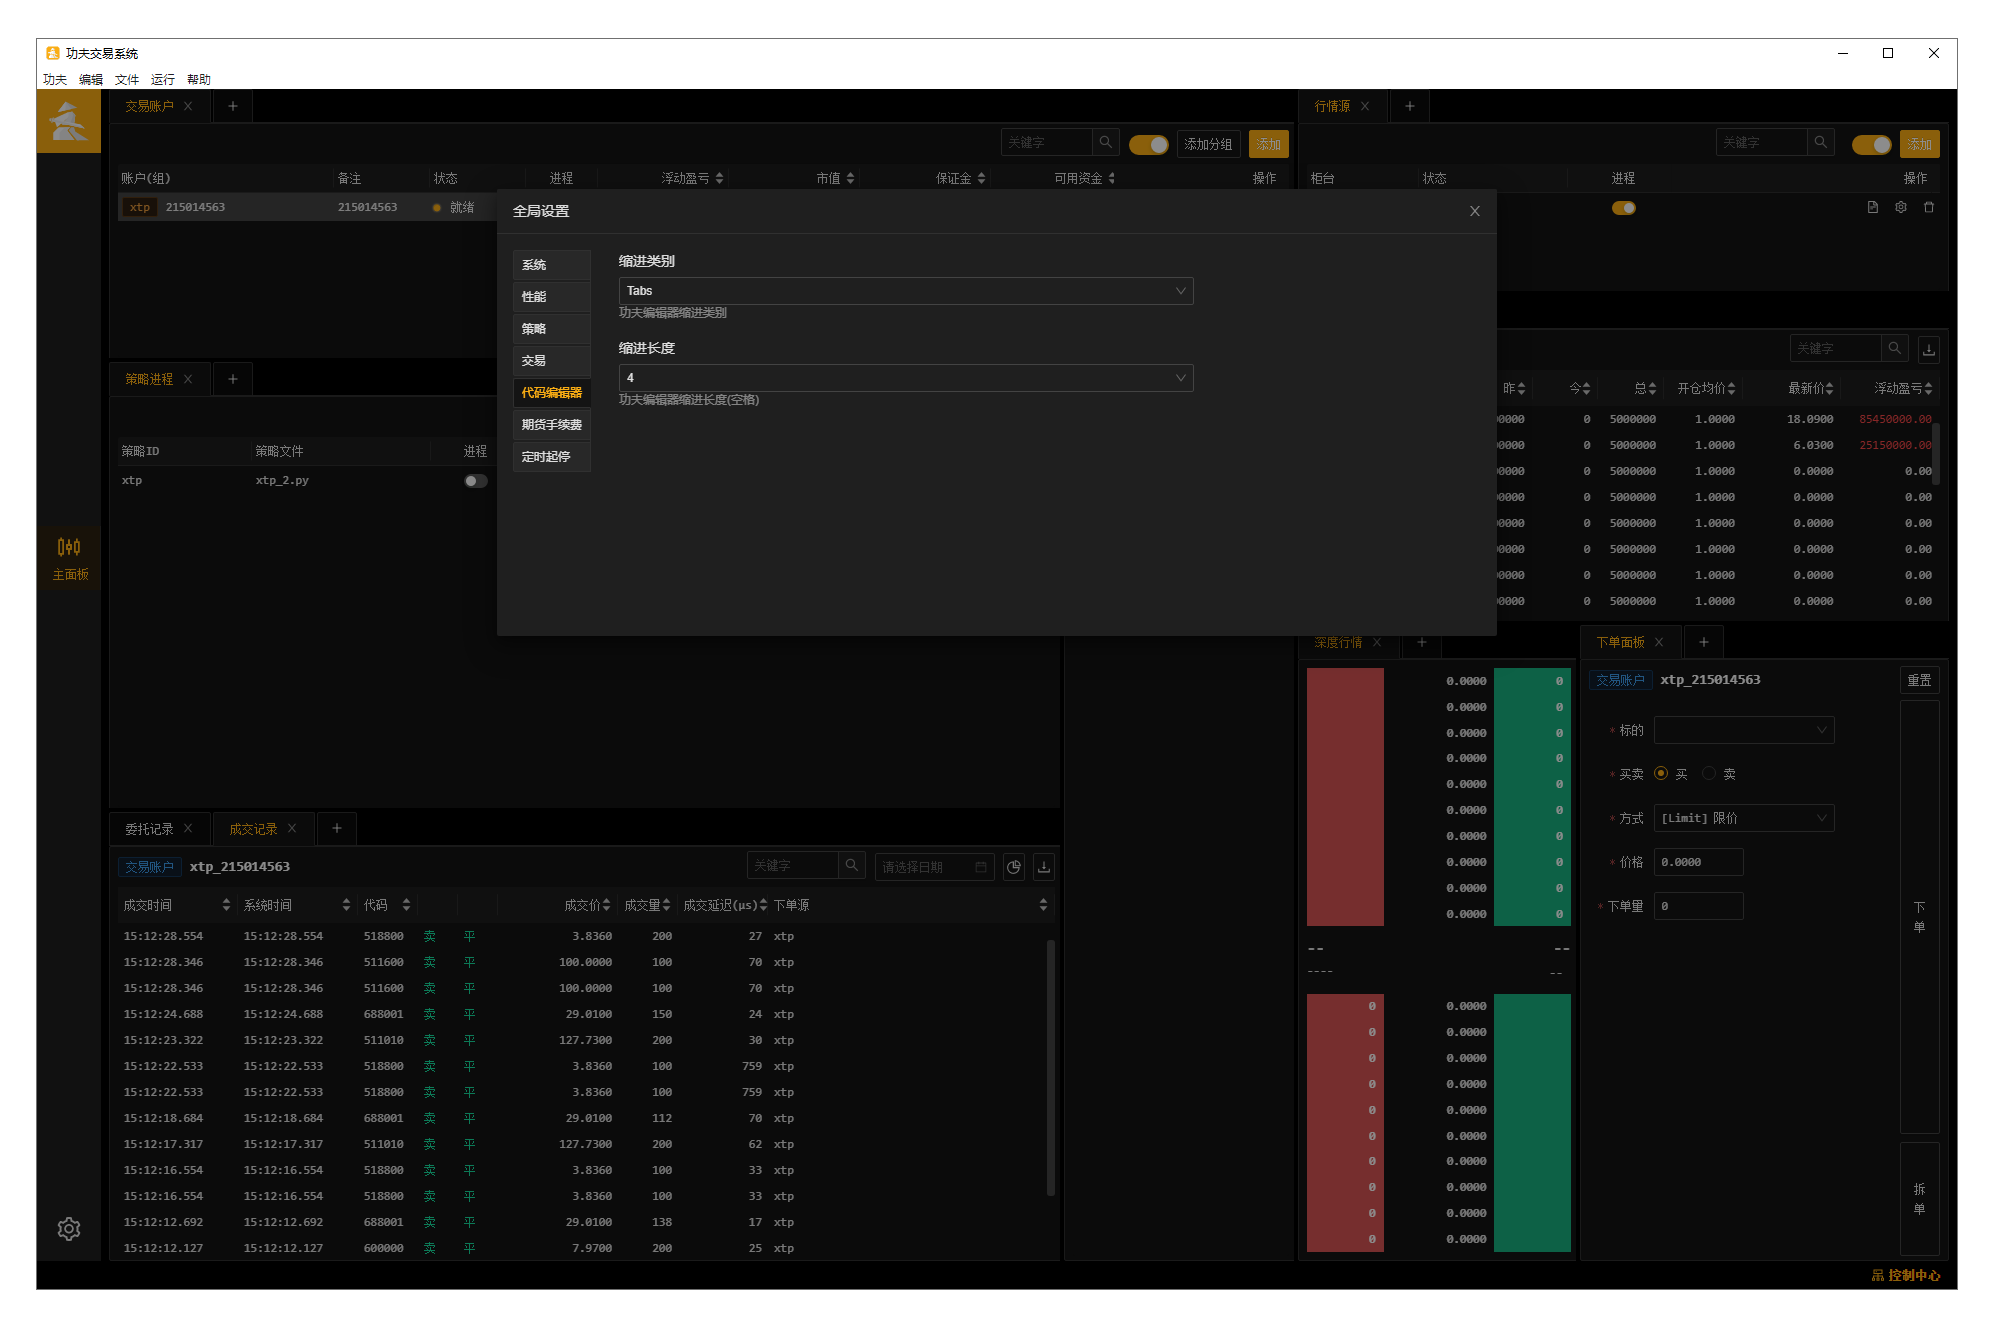 功夫交易系统
功夫 编辑 文件 运行 帮助
交易账户
行情源
关键字 添加分组 添加
关键字 添加
账户(组) 备注 状态 进程 浮动盈亏 市值 保证金 可用资金 操作
柜台 状态 进程 操作
xtp 215014563 215014563 就绪
全局设置
系统
性能
策略
交易
代码编辑器
期货手续费
定时起停
缩进类别
Tabs
功夫编辑器缩进类别
缩进长度
4
功夫编辑器缩进长度(空格)
策略进程
策略ID 策略文件 进程
xtp xtp_2.py
主面板
关键字
昨 今 总 开仓均价 最新价 浮动盈亏
0000 0 5000000 1.0000 18.0900 85450000.00
0000 0 5000000 1.0000 6.0300 25150000.00
0000 0 5000000 1.0000 0.0000 0.00
0000 0 5000000 1.0000 0.0000 0.00
0000 0 5000000 1.0000 0.0000 0.00
0000 0 5000000 1.0000 0.0000 0.00
0000 0 5000000 1.0000 0.0000 0.00
0000 0 5000000 1.0000 0.0000 0.00
委托记录 成交记录
交易账户 xtp_215014563
关键字 请选择日期
成交时间 系统时间 代码 成交价 成交量 成交延迟(μs) 下单源
15:12:28.554 15:12:28.554 518800 卖 平 3.8360 200 27 xtp
15:12:28.346 15:12:28.346 511600 卖 平 100.0000 100 70 xtp
15:12:28.346 15:12:28.346 511600 卖 平 100.0000 100 70 xtp
15:12:24.688 15:12:24.688 688001 卖 平 29.0100 150 24 xtp
15:12:23.322 15:12:23.322 511010 卖 平 127.7300 200 30 xtp
15:12:22.533 15:12:22.533 518800 卖 平 3.8360 100 759 xtp
15:12:22.533 15:12:22.533 518800 卖 平 3.8360 100 759 xtp
15:12:18.684 15:12:18.684 688001 卖 平 29.0100 112 70 xtp
15:12:17.317 15:12:17.317 511010 卖 平 127.7300 200 62 xtp
15:12:16.554 15:12:16.554 518800 卖 平 3.8360 100 33 xtp
15:12:16.554 15:12:16.554 518800 卖 平 3.8360 100 33 xtp
15:12:12.692 15:12:12.692 688001 卖 平 29.0100 138 17 xtp
15:12:12.127 15:12:12.127 600000 卖 平 7.9700 200 25 xtp
深度行情
0.0000 0
0.0000 0
0.0000 0
0.0000 0
0.0000 0
0.0000 0
0.0000 0
0.0000 0
0.0000 0
0.0000 0
-- --
---- --
0 0.0000
0 0.0000
0 0.0000
0 0.0000
0 0.0000
0 0.0000
0 0.0000
0 0.0000
0 0.0000
0 0.0000
下单面板
交易账户 xtp_215014563 重置
* 标的
* 买卖 买 卖
* 方式 [Limit] 限价
* 价格 0.0000
* 下单量 0
下单
拆单
控制中心